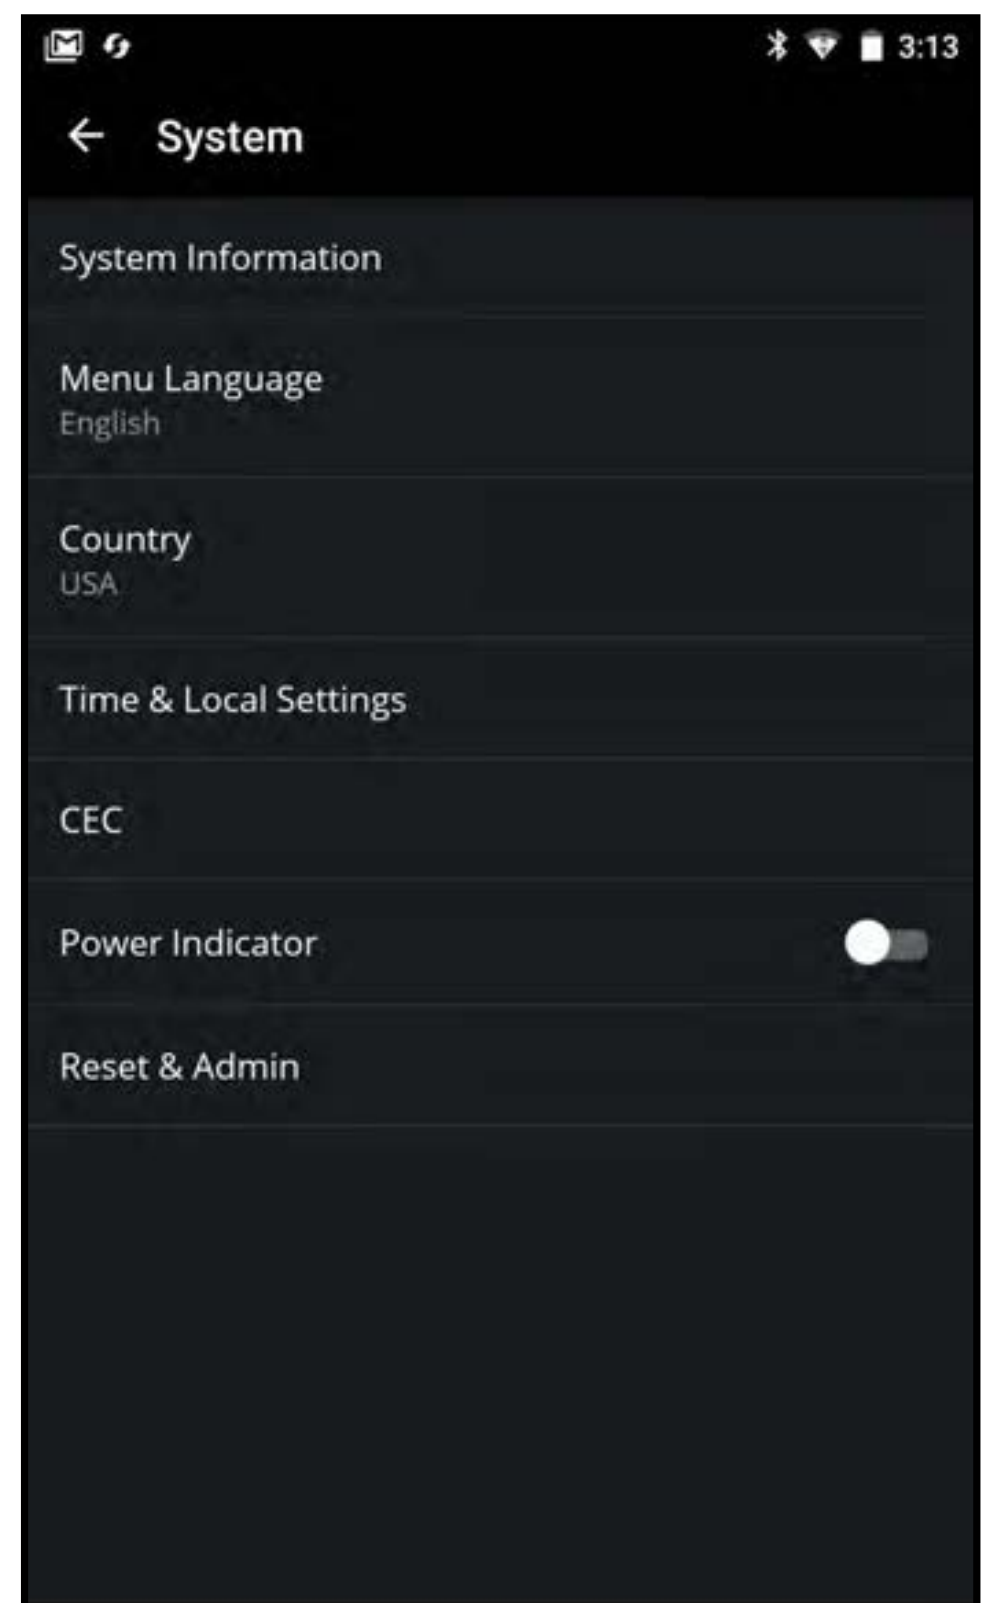 3:13
System
System Information
Menu Language
English
Country
USA
Time & Local Settings
CEC
Power Indicator
Reset & Admin